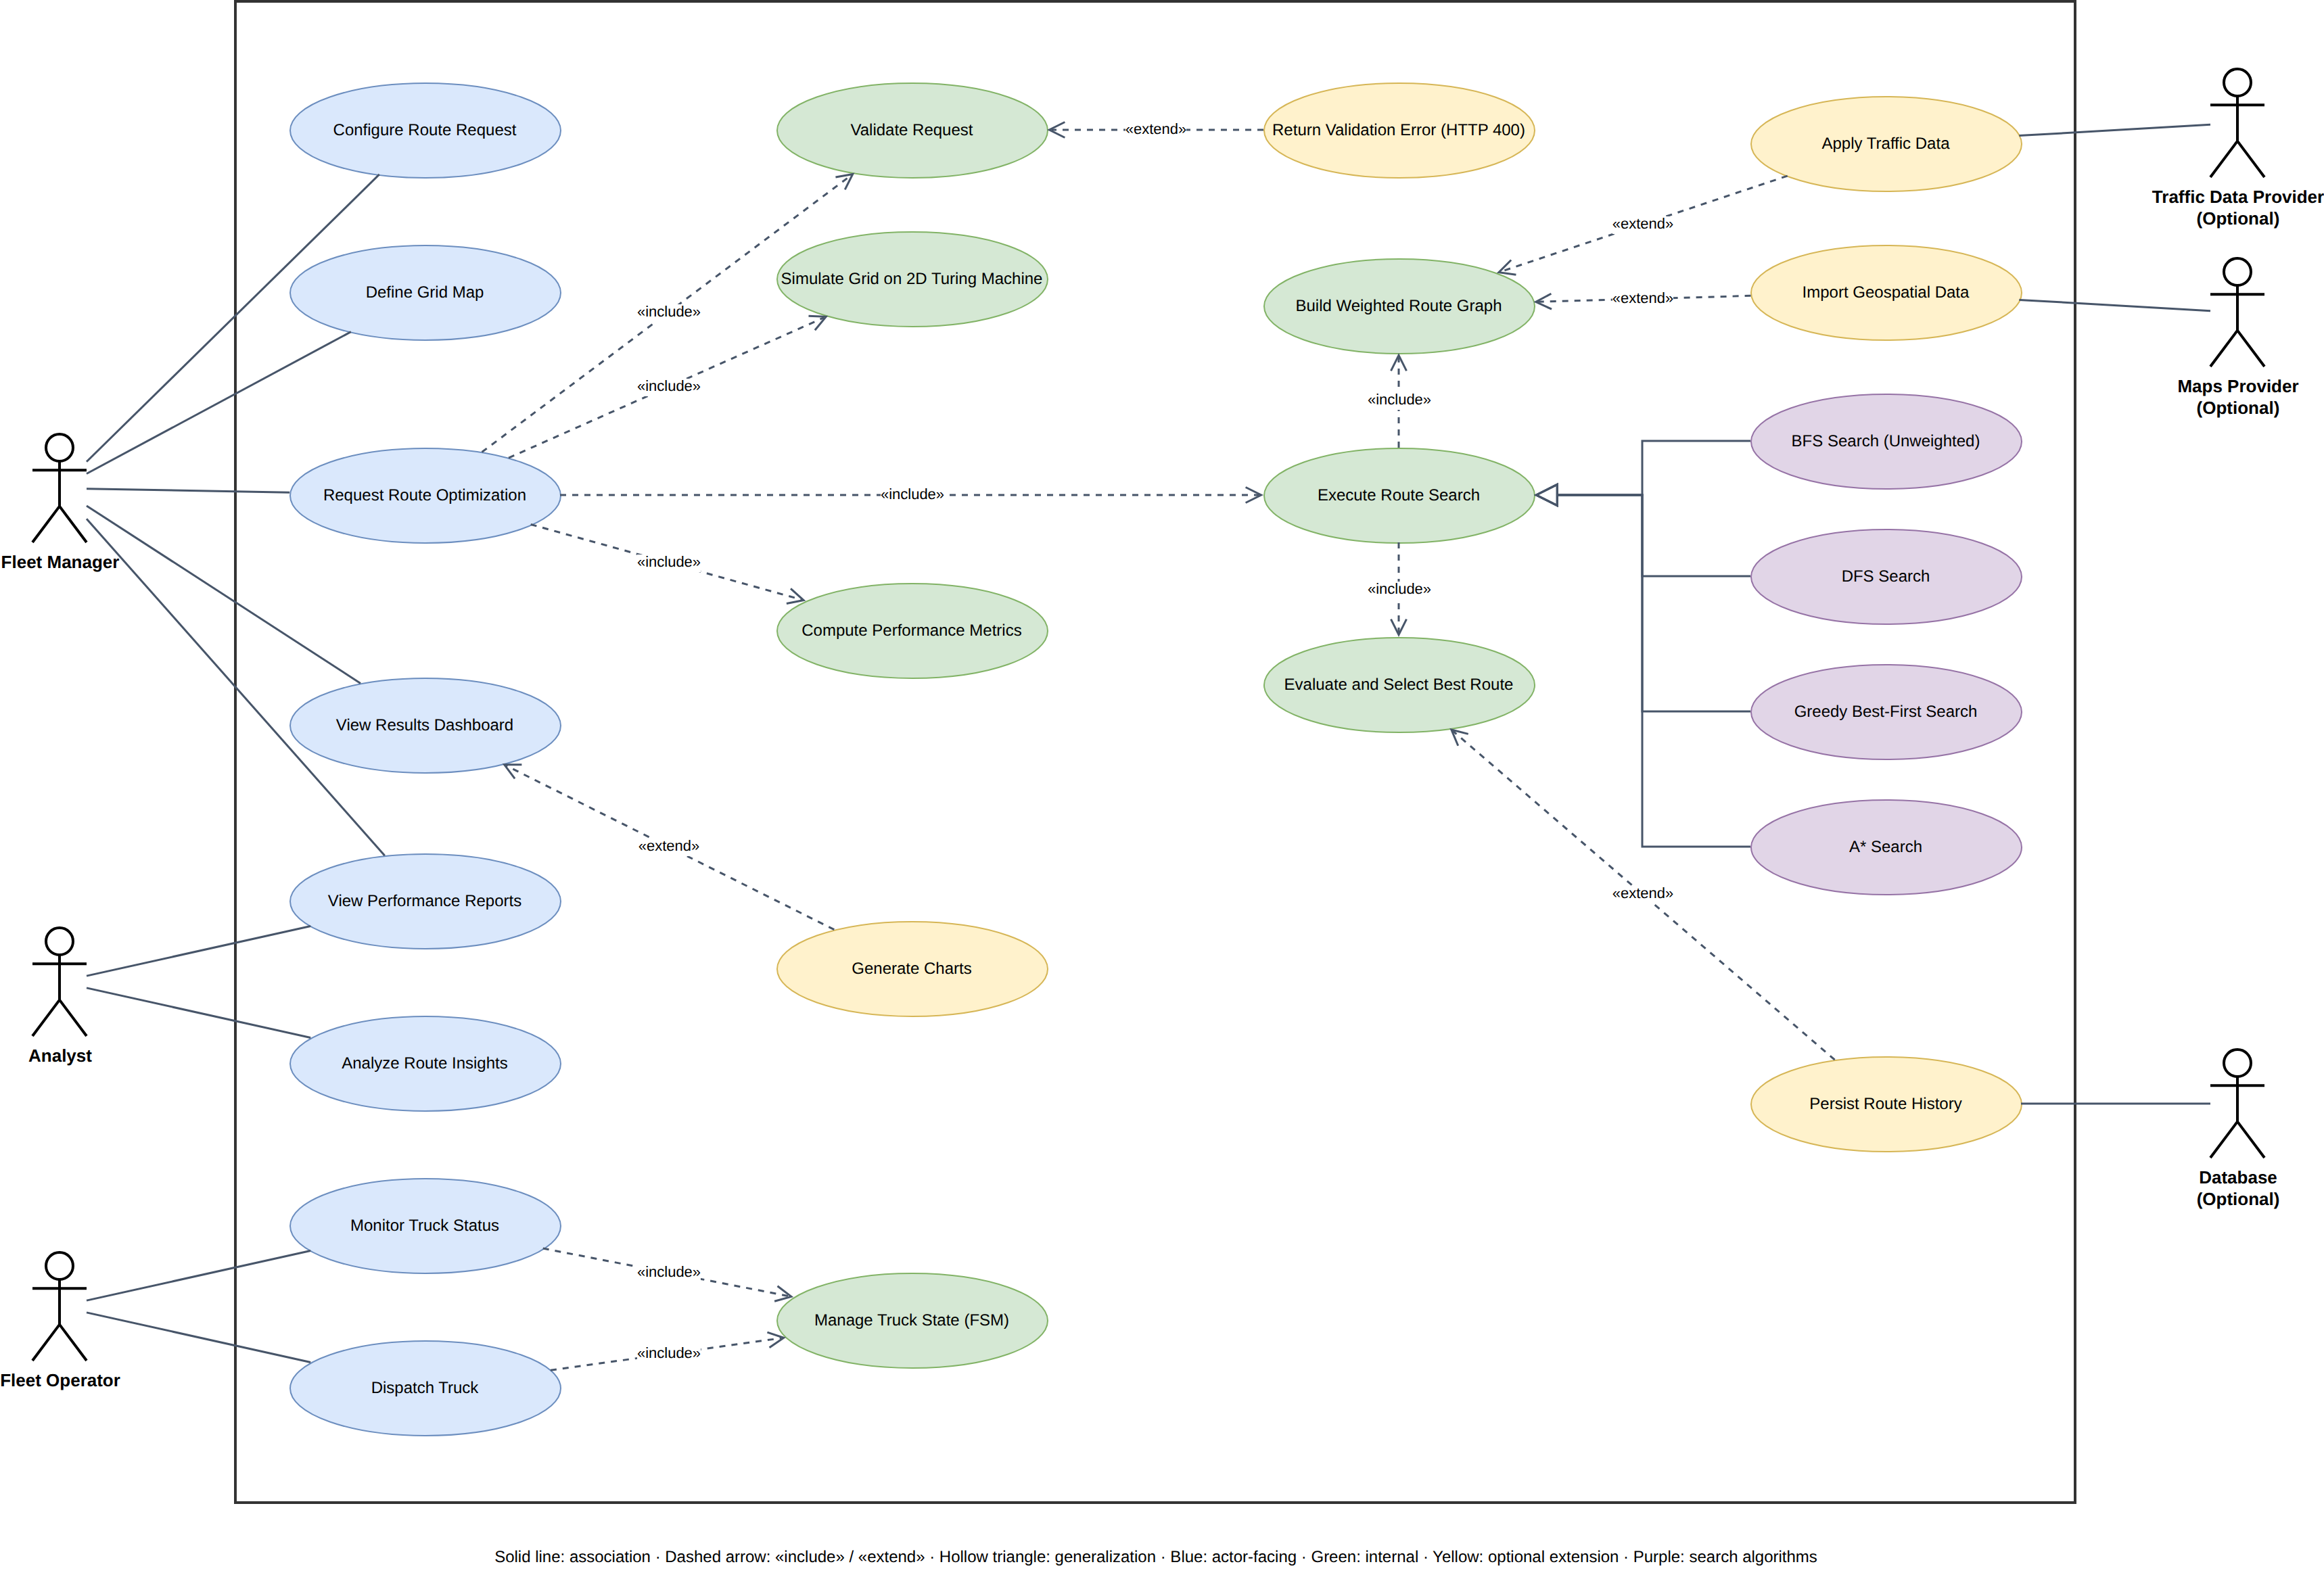 Configure Route Request
Validate Request
«extend»
Return Validation Error (HTTP 400)
Apply Traffic Data
Traffic Data Provider
(Optional)
«extend»
Define Grid Map
Simulate Grid on 2D Turing Machine
«include»
Build Weighted Route Graph
«extend»
Import Geospatial Data
Maps Provider
(Optional)
«include»
«include»
BFS Search (Unweighted)
Fleet Manager
Request Route Optimization
«include»
Execute Route Search
«include»
«include»
DFS Search
Compute Performance Metrics
Evaluate and Select Best Route
Greedy Best-First Search
View Results Dashboard
«extend»
A* Search
View Performance Reports
«extend»
Generate Charts
Analyst
Analyze Route Insights
Persist Route History
Database
(Optional)
Monitor Truck Status
«include»
Manage Truck State (FSM)
«include»
Fleet Operator
Dispatch Truck
Solid line: association · Dashed arrow: «include» / «extend» · Hollow triangle: generalization · Blue: actor-facing · Green: internal · Yellow: optional extension · Purple: search algorithms